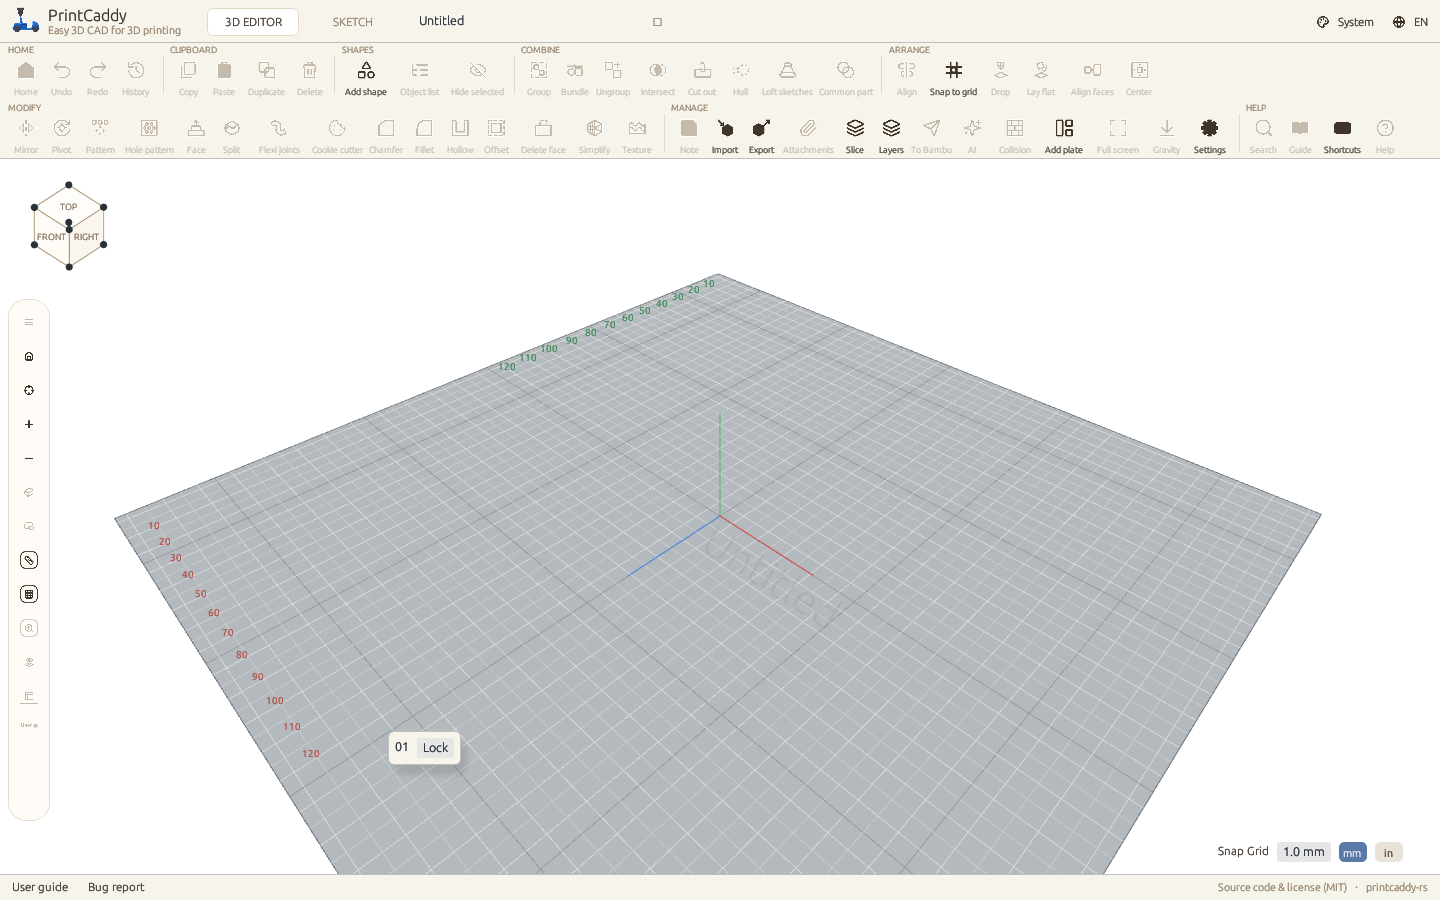 PrintCaddy
Easy 3D CAD for 3D printing
3D EDITOR
SKETCH
Untitled
System
EN
HOME
CLIPBOARD
SHAPES
COMBINE
ARRANGE
Home
Undo
Redo
History
Copy
Paste
Duplicate
Delete
Add shape
Object list
Hide selected
Group
Bundle
Ungroup
Intersect
Cut out
Hull
Loft sketches
Common part
Align
Snap to grid
Drop
Lay flat
Align faces
Center
MODIFY
MANAGE
HELP
Mirror
Pivot
Pattern
Hole pattern
Face
Split
Flexi joints
Cookie cutter
Chamfer
Fillet
Hollow
Offset
Delete face
Simplify
Texture
Note
Import
Export
Attachments
Slice
Layers
To Bambu
AI
Collision
Add plate
Full screen
Gravity
Settings
Search
Guide
Shortcuts
Help
TOP
FRONT
RIGHT
10
20
30
40
50
60
70
80
90
100
110
120
10
20
30
40
50
60
70
80
90
100
110
120
Untitled
01
Lock
Snap Grid
1.0 mm
mm
in
User guide
Bug report
Source code & license (MIT) · printcaddy-rs